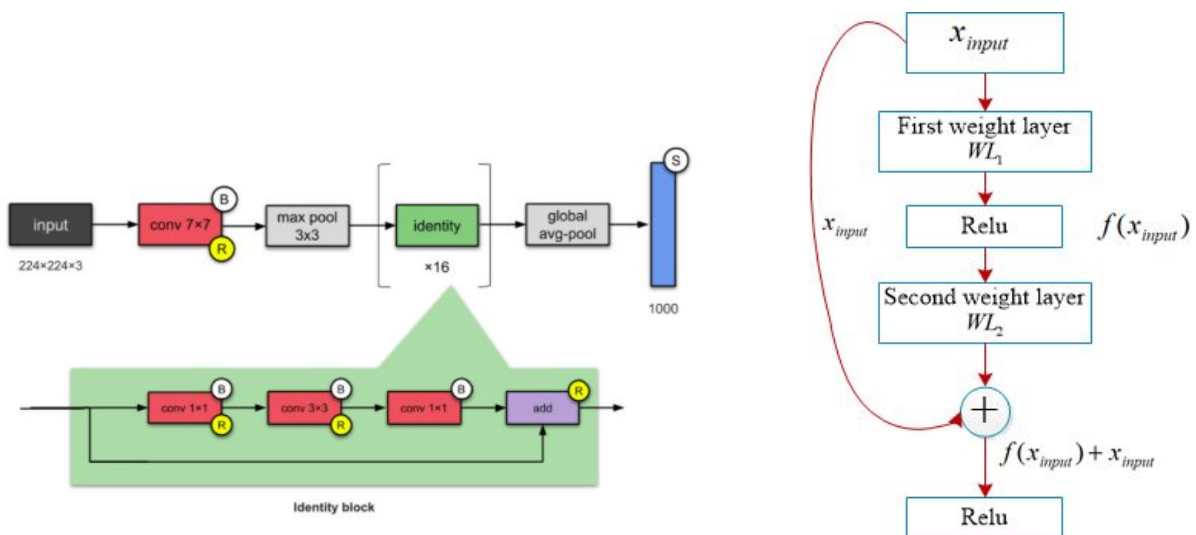 input
224×224×3
conv 7×7
B
R
max pool
3x3
identity
×16
global
avg-pool
S
1000
conv 1×1
B
R
conv 3×3
B
R
conv 1×1
B
add
R
Identity block
x_input
First weight layer
WL_1
x_input
Relu
f(x_input)
Second weight layer
WL_2
+
f(x_input) + x_input
Relu